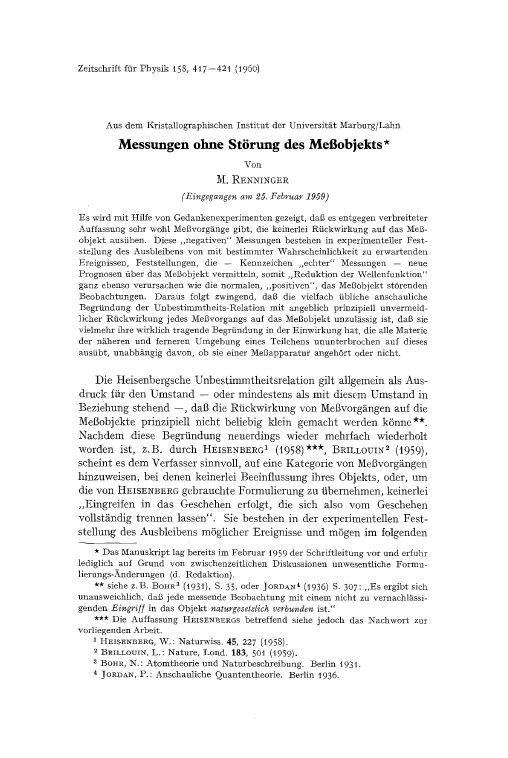 Zeitschrift für Physik 158, 417—421 (1960)
Aus dem Kristallographischen Institut der Universität Marburg/Lahn
Messungen ohne Störung des Meßobjekts*
Von
M. RENNINGER
(Eingegangen am 25. Februar 1959)
Es wird mit Hilfe von Gedankenexperimenten gezeigt, daß es entgegen verbreiteter
Auffassung sehr wohl Meßvorgänge gibt, die keinerlei Rückwirkung auf das Meß-
objekt ausüben. Diese „negativen" Messungen bestehen in experimenteller Fest-
stellung des Ausbleibens von mit bestimmter Wahrscheinlichkeit zu erwartenden
Ereignissen, Feststellungen, die — Kennzeichen „echter" Messungen — neue
Prognosen über das Meßobjekt vermitteln, somit „Reduktion der Wellenfunktion"
ganz ebenso verursachen wie die normalen, „positiven", das Meßobjekt störenden
Beobachtungen. Daraus folgt zwingend, daß die vielfach übliche anschauliche
Begründung der Unbestimmtheits-Relation mit angeblich prinzipiell unvermeid-
licher Rückwirkung jedes Meßvorgangs auf das Meßobjekt unzulässig ist, daß sie
vielmehr ihre wirklich tragende Begründung in der Einwirkung hat, die alle Materie
der näheren und ferneren Umgebung eines Teilchens ununterbrochen auf dieses
ausübt, unabhängig davon, ob sie einer Meßapparatur angehört oder nicht.
Die Heisenbergsche Unbestimmtheitsrelation gilt allgemein als Aus-
druck für den Umstand — oder mindestens als mit diesem Umstand in
Beziehung stehend —, daß die Rückwirkung von Meßvorgängen auf die
Meßobjekte prinzipiell nicht beliebig klein gemacht werden könne**.
Nachdem diese Begründung neuerdings wieder mehrfach wiederholt
worden ist, z.B. durch HEISENBERG¹ (1958)***, BRILLOUIN² (1959),
scheint es dem Verfasser sinnvoll, auf eine Kategorie von Meßvorgängen
hinzuweisen, bei denen keinerlei Beeinflussung ihres Objekts, oder, um
die von HEISENBERG gebrauchte Formulierung zu übernehmen, keinerlei
„Eingreifen in das Geschehen erfolgt, die sich also vom Geschehen
vollständig trennen lassen". Sie bestehen in der experimentellen Fest-
stellung des Ausbleibens möglicher Ereignisse und mögen im folgenden
* Das Manuskript lag bereits im Februar 1959 der Schriftleitung vor und erfuhr
lediglich auf Grund von zwischenzeitlichen Diskussionen unwesentliche Formu-
lierungs-Änderungen (d. Redaktion).
** siehe z.B. BOHR³ (1931), S. 35, oder JORDAN⁴ (1936) S. 307: „Es ergibt sich
unausweichlich, daß jede messende Beobachtung mit einem nicht zu vernachlässi-
genden Eingriff in das Objekt naturgesetzlich verbunden ist."
*** Die Auffassung HEISENBERGs betreffend siehe jedoch das Nachwort zur
vorliegenden Arbeit.
¹ HEISENBERG, W.: Naturwiss. 45, 227 (1958).
² BRILLOUIN, L.: Nature, Lond. 183, 501 (1959).
³ BOHR, N.: Atomtheorie und Naturbeschreibung. Berlin 1931.
⁴ JORDAN, P.: Anschauliche Quantentheorie. Berlin 1936.